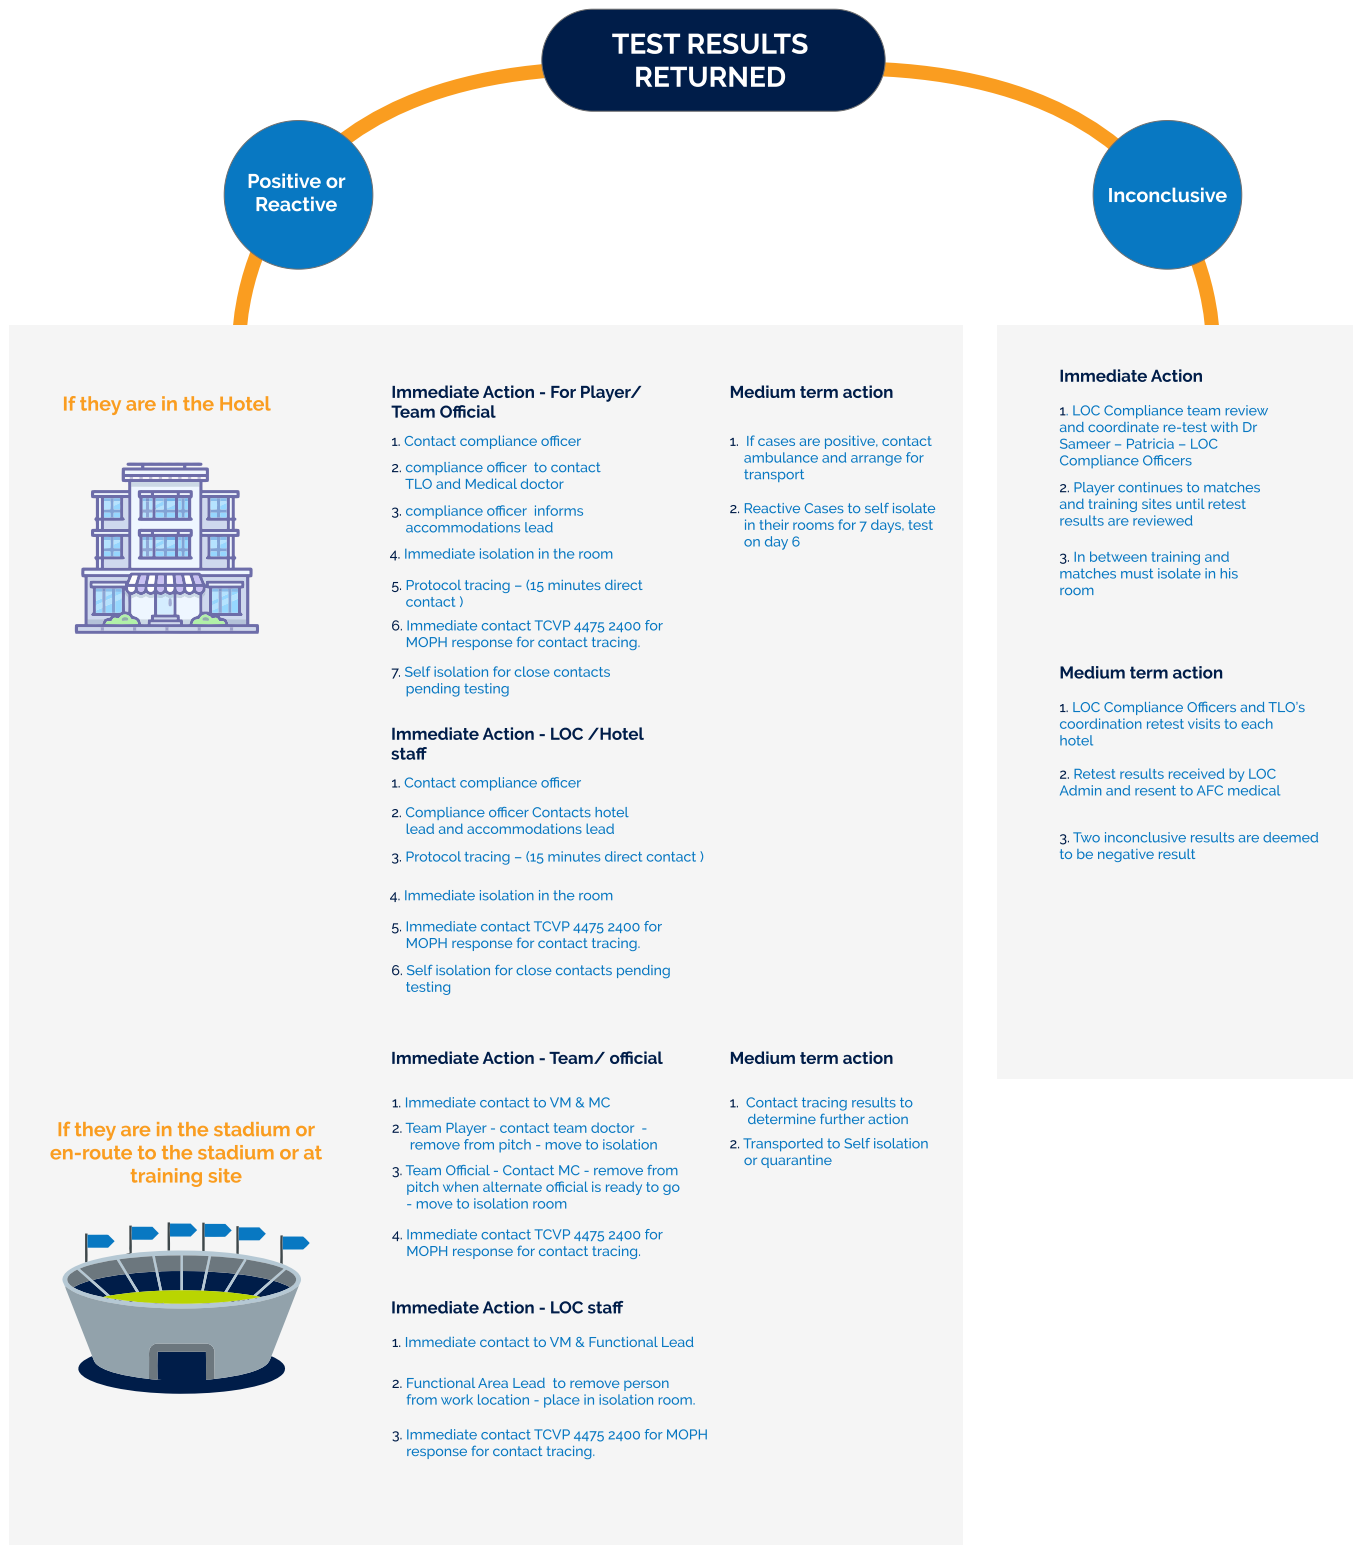 TEST RESULTS
RETURNED
Positive or
Reactive
Inconclusive
If they are in the Hotel
Immediate Action - For Player/
Team Official
1. Contact compliance officer
2. compliance officer  to contact
TLO and Medical doctor
3. compliance officer  informs
accommodations lead
4. Immediate isolation in the room
5. Protocol tracing – (15 minutes direct
contact )
6. Immediate contact TCVP 4475 2400 for
MOPH response for contact tracing.
7. Self isolation for close contacts
pending testing
Medium term action
1.  If cases are positive, contact
ambulance and arrange for
transport
2. Reactive Cases to self isolate
in their rooms for 7 days, test
on day 6
Immediate Action - LOC /Hotel
staff
1. Contact compliance officer
2. Compliance officer Contacts hotel
lead and accommodations lead
3. Protocol tracing – (15 minutes direct contact )
4. Immediate isolation in the room
5. Immediate contact TCVP 4475 2400 for
MOPH response for contact tracing.
6. Self isolation for close contacts pending
testing
If they are in the stadium or
en-route to the stadium or at
training site
Immediate Action - Team/ official
1. Immediate contact to VM & MC
2. Team Player - contact team doctor  -
remove from pitch - move to isolation
3. Team Official - Contact MC - remove from
pitch when alternate official is ready to go
- move to isolation room
4. Immediate contact TCVP 4475 2400 for
MOPH response for contact tracing.
Medium term action
1.  Contact tracing results to
determine further action
2. Transported to Self isolation
or quarantine
Immediate Action - LOC staff
1. Immediate contact to VM & Functional Lead
2. Functional Area Lead  to remove person
from work location - place in isolation room.
3. Immediate contact TCVP 4475 2400 for MOPH
response for contact tracing.
Immediate Action
1. LOC Compliance team review
and coordinate re-test with Dr
Sameer – Patricia – LOC
Compliance Officers
2. Player continues to matches
and training sites until retest
results are reviewed
3. In between training and
matches must isolate in his
room
Medium term action
1. LOC Compliance Officers and TLO's
coordination retest visits to each
hotel
2. Retest results received by LOC
Admin and resent to AFC medical
3. Two inconclusive results are deemed
to be negative result